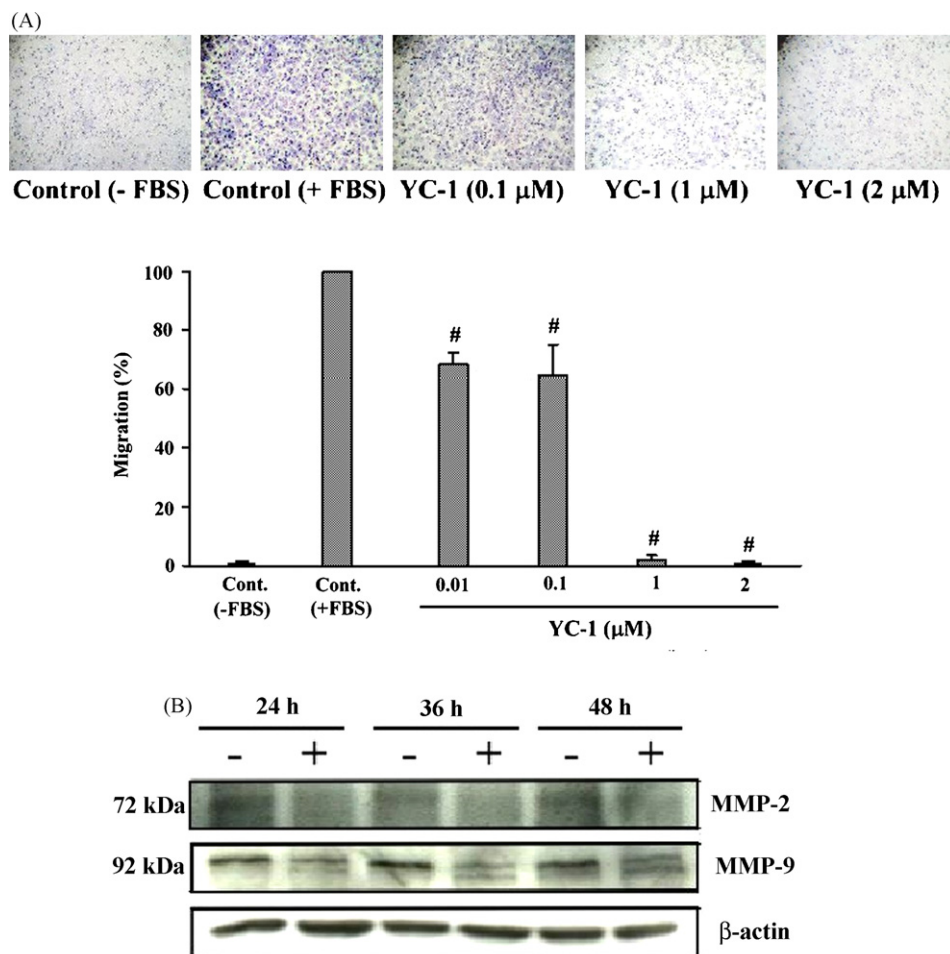 (A)
Control (- FBS) Control (+ FBS) YC-1 (0.1 μM) YC-1 (1 μM) YC-1 (2 μM)
100
80
60
40
20
0
Migration (%)
# # # #
Cont. Cont. 0.01 0.1 1 2
(-FBS) (+FBS)
YC-1 (μM)
(B)
24 h 36 h 48 h
- + - + - +
72 kDa MMP-2
92 kDa MMP-9
β-actin